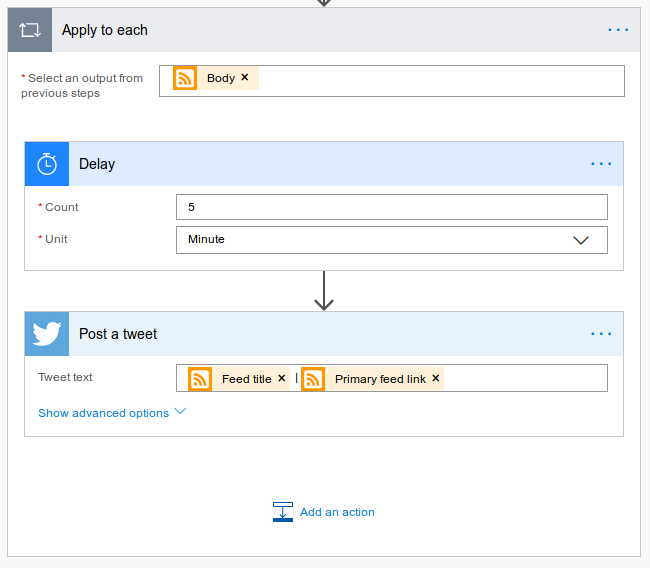 Apply to each
* Select an output from
previous steps
Body ×
Delay
* Count
5
* Unit
Minute
Post a tweet
Tweet text
Feed title × | Primary feed link ×
Show advanced options
Add an action